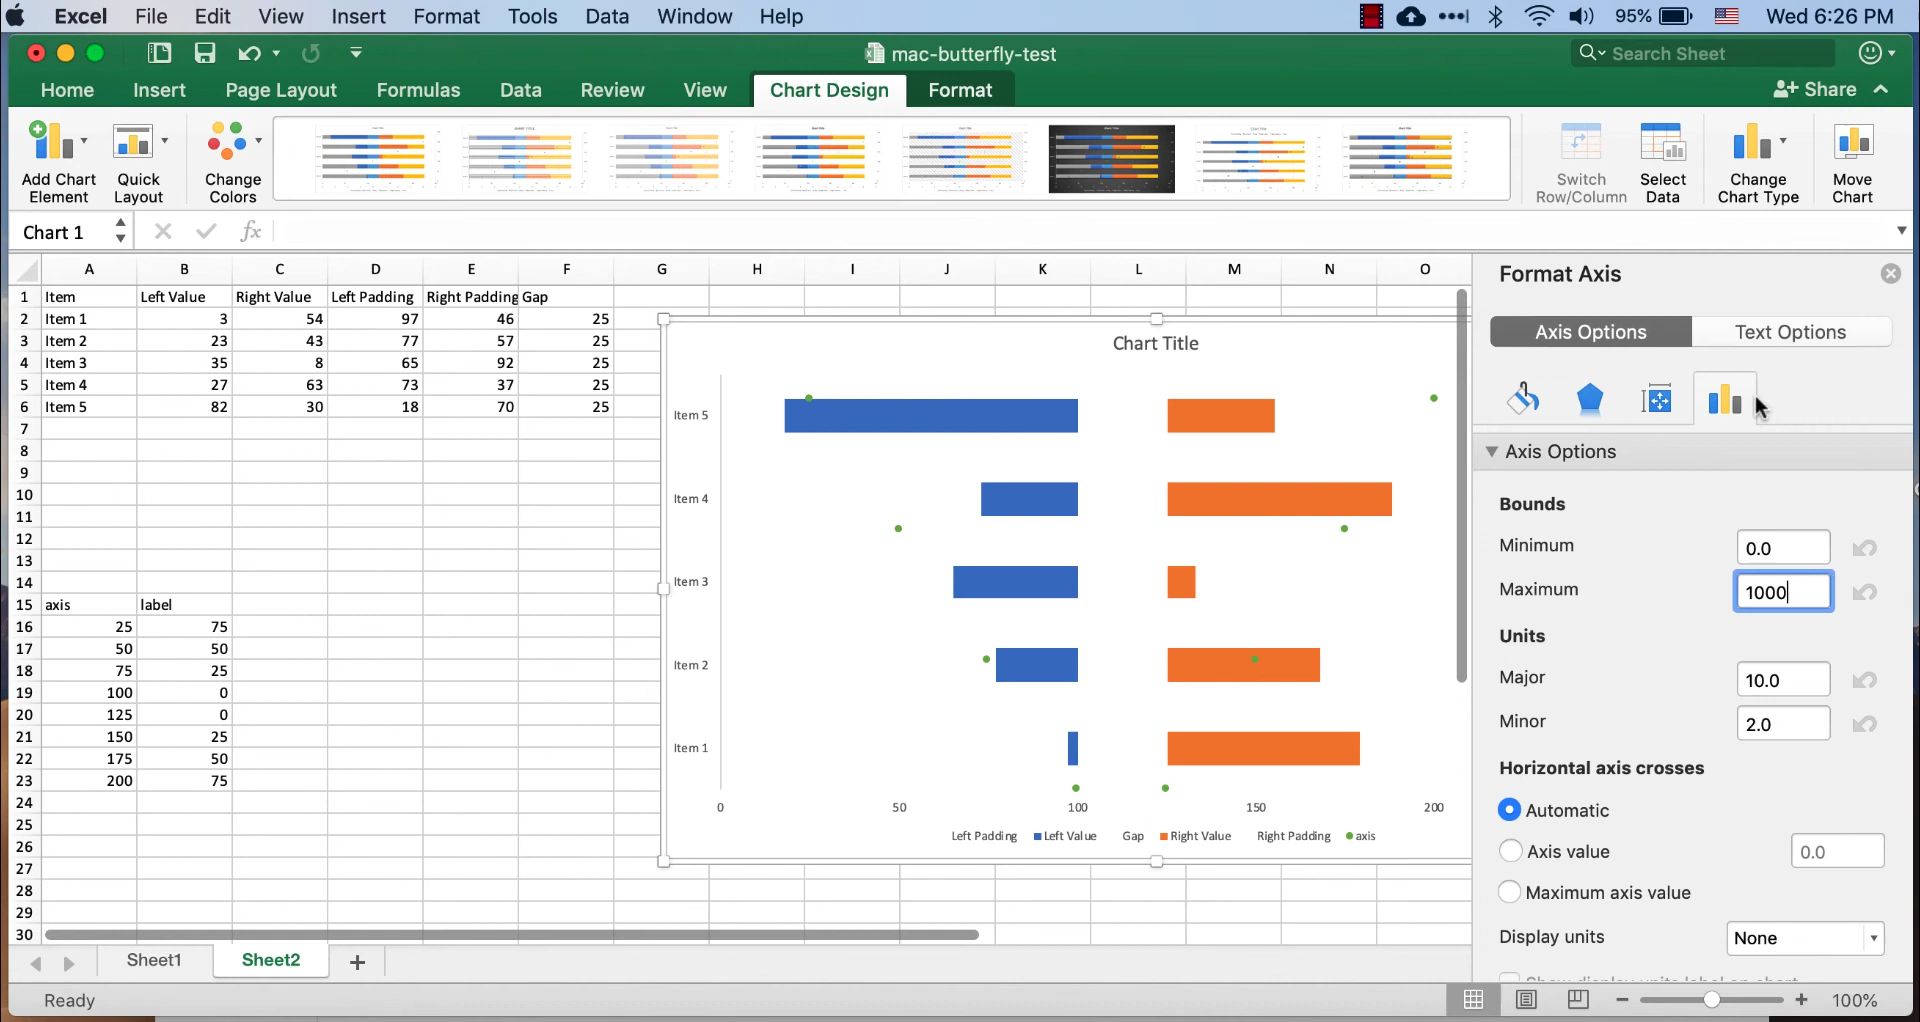 Excel File Edit View Insert Format Tools Data Window Help 95% Wed 6:26 PM
mac-butterfly-test
Search Sheet
Home Insert Page Layout Formulas Data Review View Chart Design Format Share
Add Chart Element
Quick Layout
Change Colors
Switch Row/Column
Select Data
Change Chart Type
Move Chart
Chart 1 fx
A B C D E F G H I J K L M N O
1 Item Left Value Right Value Left Padding Right Padding Gap
2 Item 1 3 54 97 46 25
3 Item 2 23 43 77 57 25
4 Item 3 35 8 65 92 25
5 Item 4 27 63 73 37 25
6 Item 5 82 30 18 70 25
7
8
9
10
11
12
13
14
15 axis label
16 25 75
17 50 50
18 75 25
19 100 0
20 125 0
21 150 25
22 175 50
23 200 75
24
25
26
27
28
29
30
Chart Title
Item 5
Item 4
Item 3
Item 2
Item 1
0 50 100 150 200
Left Padding Left Value Gap Right Value Right Padding axis
Format Axis
Axis Options Text Options
Axis Options
Bounds
Minimum 0.0
Maximum 1000
Units
Major 10.0
Minor 2.0
Horizontal axis crosses
Automatic
Axis value 0.0
Maximum axis value
Display units None
Sheet1 Sheet2
Ready 100%